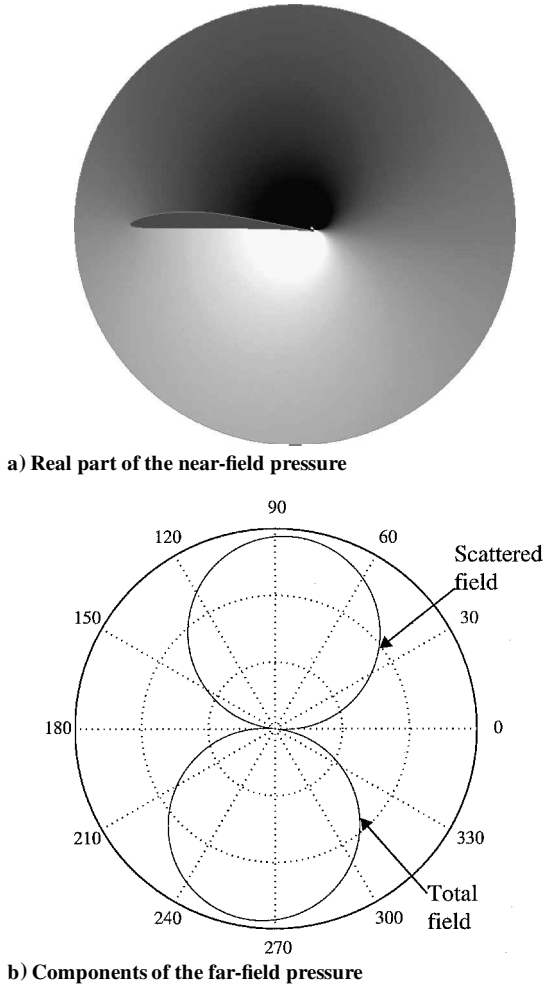 a) Real part of the near-field pressure
90
120
60
Scattered
field
150
30
180
0
210
330
Total
field
240
300
270
b) Components of the far-field pressure